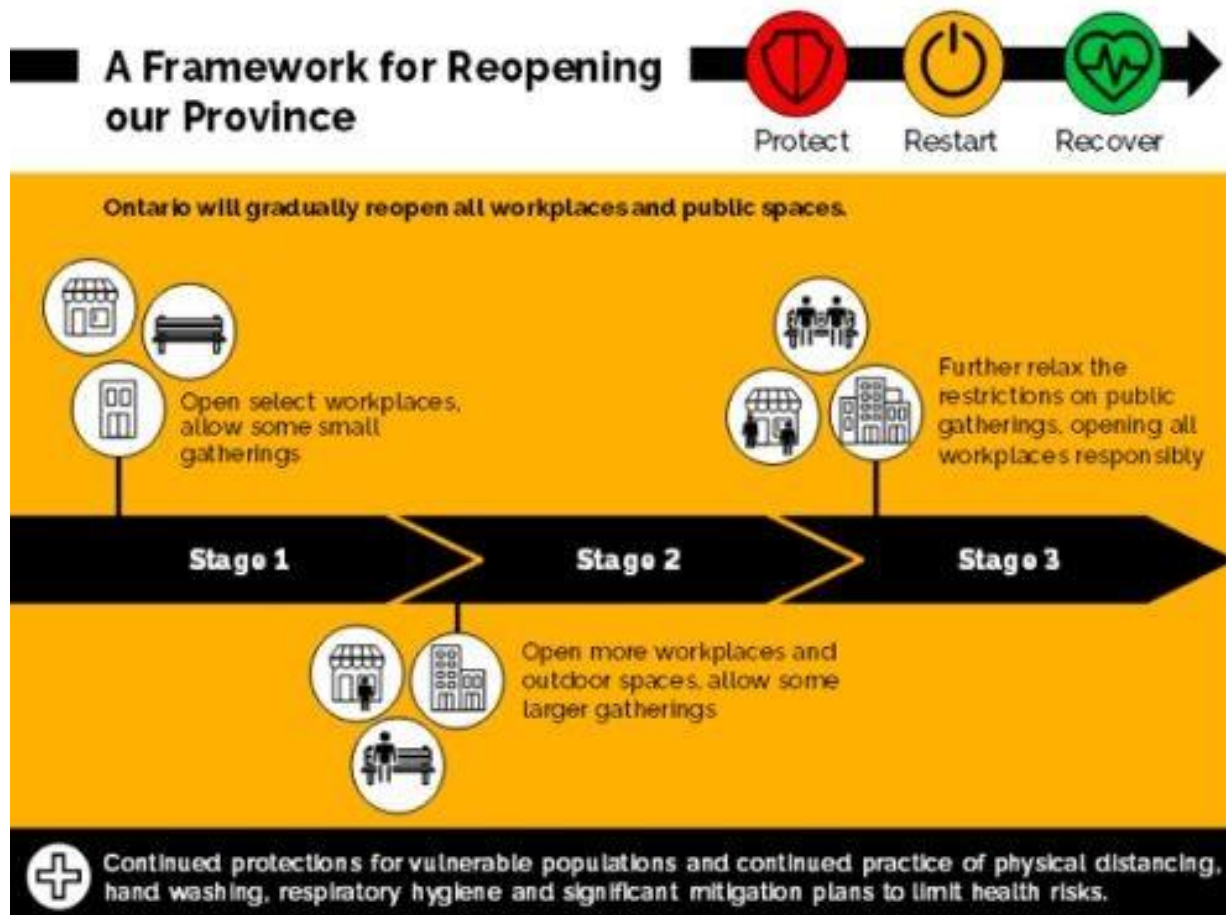 A Framework for Reopening
our Province
Protect
Restart
Recover
Ontario will gradually reopen all workplaces and public spaces.
Open select workplaces,
allow some small
gatherings
Further relax the
restrictions on public
gatherings, opening all
workplaces responsibly
Stage 1
Stage 2
Stage 3
Open more workplaces and
outdoor spaces, allow some
larger gatherings
Continued protections for vulnerable populations and continued practice of physical distancing,
hand washing, respiratory hygiene and significant mitigation plans to limit health risks.